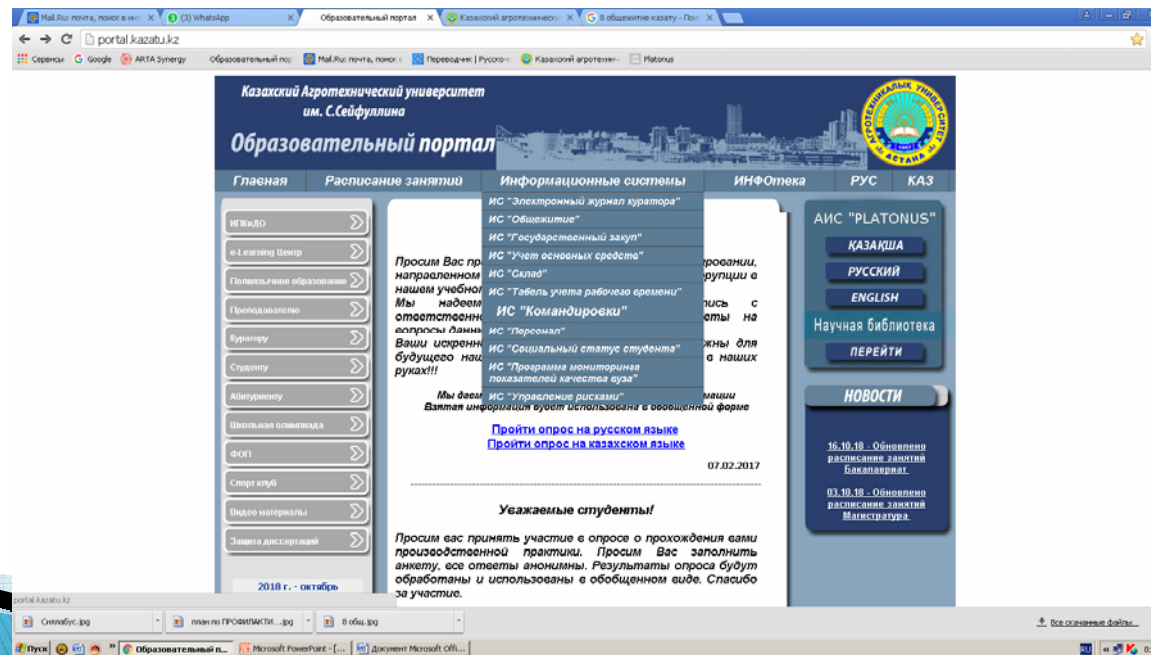 Mail.Ru: почта, поиск в инт
(3) WhatsApp
Образовательный портал
Казахский агротехническ
8 общежитие казату - Пои
portal.kazatu.kz
Сервисы
Google
ARTA Synergy
Образовательный пор
Mail.Ru: почта, поиск
Переводчик | Русско-
Казахский агротехни
Platonus
Казахский Агротехнический университет
им. С.Сейфуллина
Образовательный портал
АСТАНА
Главная
Расписание занятий
Информационные системы
ИНФОтека
РУС
КАЗ
ИПКиДО
e-Learning Центр
Полиязычное образование
Преподавателю
Куратору
Студенту
Абитуриенту
Школьная олимпиада
ФОП
Спорт клуб
Видео материалы
Защита диссертаций
2018 г. - октябрь
ИС "Электронный журнал куратора"
ИС "Общежитие"
ИС "Государственный закуп"
ИС "Учет основных средств"
ИС "Склад"
ИС "Табель учета рабочего времени"
ИС "Командировки"
ИС "Персонал"
ИС "Социальный статус студента"
ИС "Программа мониторинга
показателей качества вуза"
ИС "Управление рисками"
Просим Вас
направленном
нашем
Мы
вопросы
Ваши
будущего
руках!!!
Мы даем
Взятая информация будет использована в обобщенной форме
Пройти опрос на русском языке
Пройти опрос на казахском языке
07.02.2017
Уважаемые студенты!
Просим вас принять участие в опросе о прохождения вами
производственной практики. Просим Вас заполнить
анкету, все ответы анонимны. Результаты опроса будут
обработаны и использованы в обобщенном виде. Спасибо
за участие.
АИС "PLATONUS"
ҚАЗАҚША
РУССКИЙ
ENGLISH
Научная библиотека
ПЕРЕЙТИ
НОВОСТИ
16.10.18 - Обновлено
расписание занятий
Бакалавриат
03.10.18 - Обновлено
расписание занятий
Магистратура
portal.kazatu.kz
Силлабус.jpg
план по ПРОФИЛАКТИ....jpg
8 общ.jpg
Все скачанные файлы...
Пуск
Образовательный п...
Microsoft PowerPoint - [...
Документ Microsoft Offi...
RU
8: